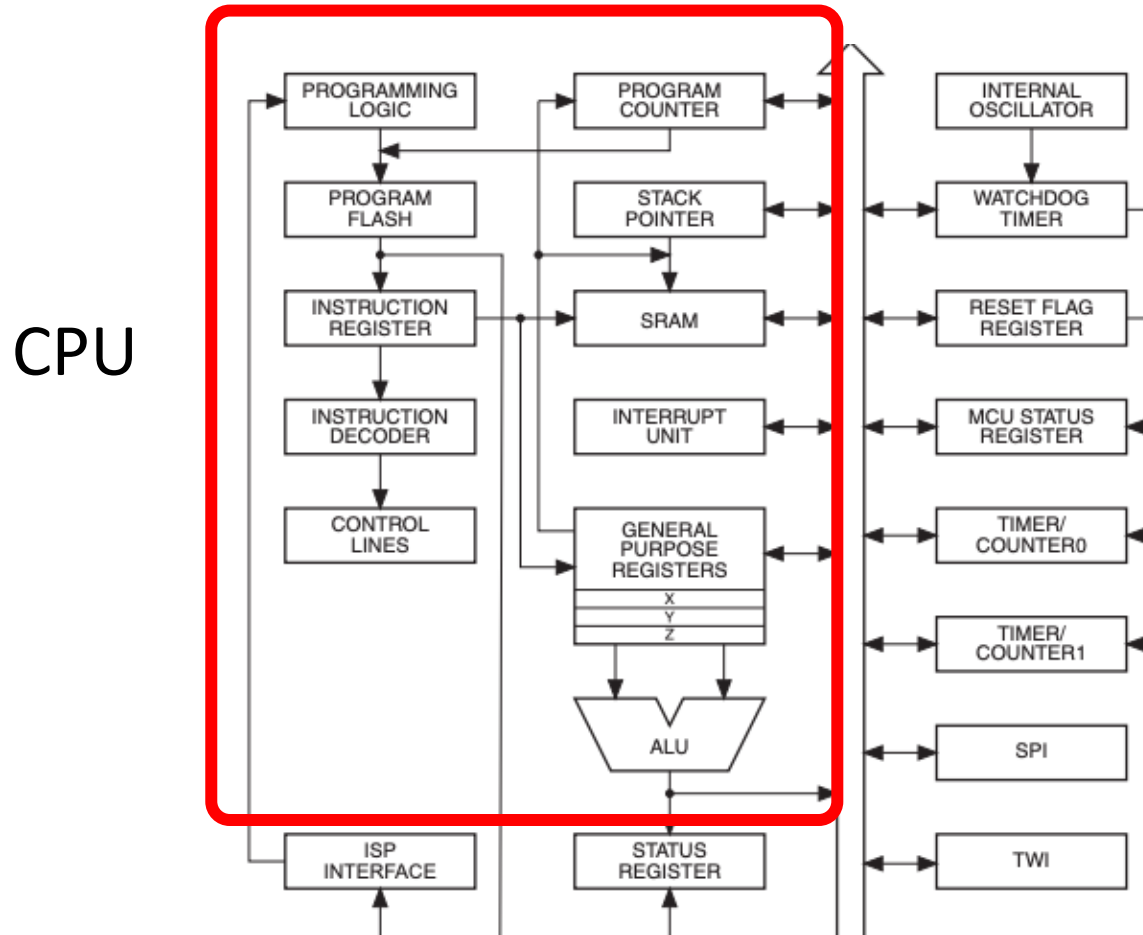 CPU
PROGRAMMING
LOGIC
PROGRAM
COUNTER
INTERNAL
OSCILLATOR
PROGRAM
FLASH
STACK
POINTER
WATCHDOG
TIMER
INSTRUCTION
REGISTER
SRAM
RESET FLAG
REGISTER
INSTRUCTION
DECODER
INTERRUPT
UNIT
MCU STATUS
REGISTER
CONTROL
LINES
GENERAL
PURPOSE
REGISTERS
X
Y
Z
TIMER/
COUNTER0
TIMER/
COUNTER1
ALU
SPI
ISP
INTERFACE
STATUS
REGISTER
TWI